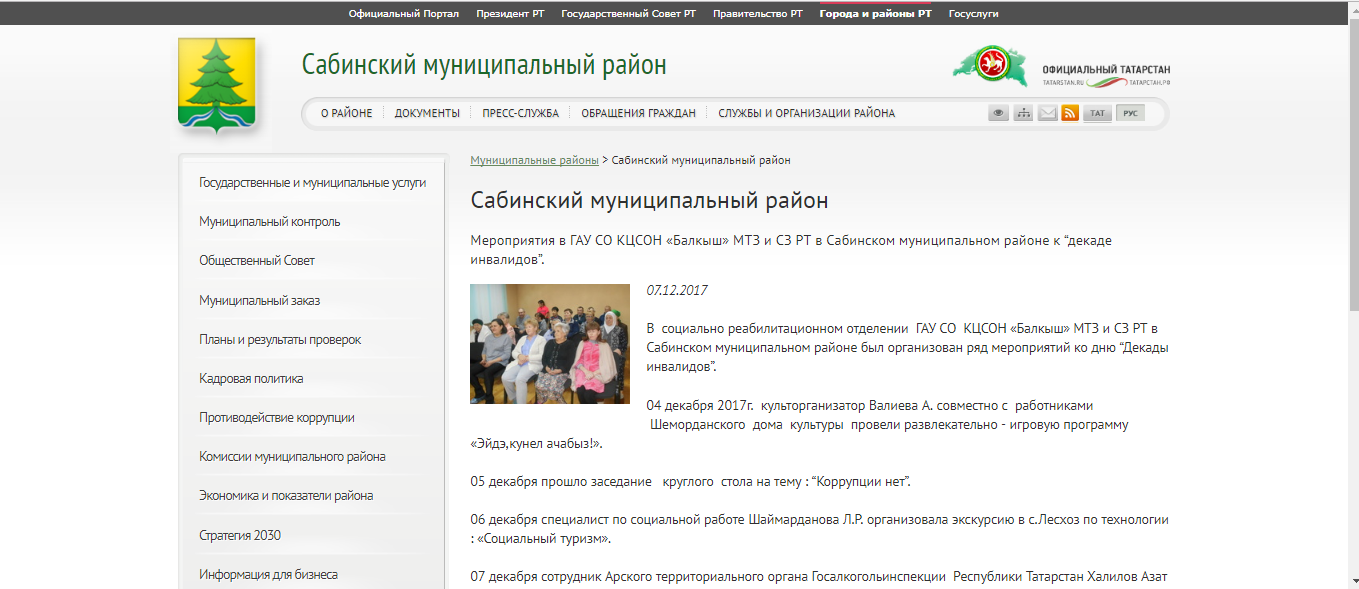 Официальный Портал Президент РТ Государственный Совет РТ Правительство РТ Города и районы РТ Госуслуги
Сабинский муниципальный район
ОФИЦИАЛЬНЫЙ ТАТАРСТАН
TATARSTAN.RU ТАТАРСТАН.РФ
О РАЙОНЕ ДОКУМЕНТЫ ПРЕСС-СЛУЖБА ОБРАЩЕНИЯ ГРАЖДАН СЛУЖБЫ И ОРГАНИЗАЦИИ РАЙОНА ТАТ РУС
Государственные и муниципальные услуги
Муниципальный контроль
Общественный Совет
Муниципальный заказ
Планы и результаты проверок
Кадровая политика
Противодействие коррупции
Комиссии муниципального района
Экономика и показатели района
Стратегия 2030
Информация для бизнеса
Муниципальные районы > Сабинский муниципальный район
Сабинский муниципальный район
Мероприятия в ГАУ СО КЦСОН «Балкыш» МТЗ и СЗ РТ в Сабинском муниципальном районе к “декаде
инвалидов”.
07.12.2017
В социально реабилитационном отделении ГАУ СО КЦСОН «Балкыш» МТЗ и СЗ РТ в
Сабинском муниципальном районе был организован ряд мероприятий ко дню “Декады
инвалидов”.
04 декабря 2017г. культорганизатор Валиева А. совместно с работниками
Шеморданского дома культуры провели развлекательно - игровую программу
«Эйдэ,кунел ачабыз!».
05 декабря прошло заседание круглого стола на тему : “Коррупции нет”.
06 декабря специалист по социальной работе Шаймарданова Л.Р. организовала экскурсию в с.Лесхоз по технологии
: «Социальный туризм».
07 декабря сотрудник Арского территориального органа Госалкогольинспекции Республики Татарстан Халилов Азат